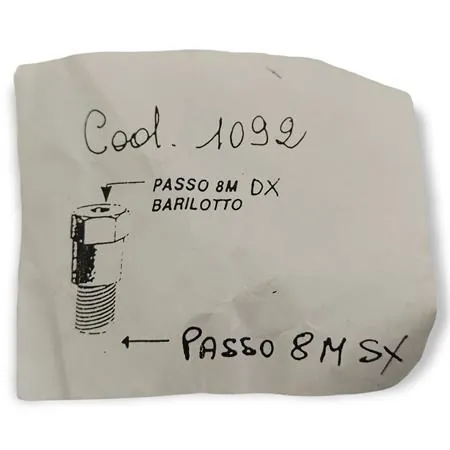 Cod. 1092
PASSO 8M DX
BARILOTTO
PASSO 8M SX